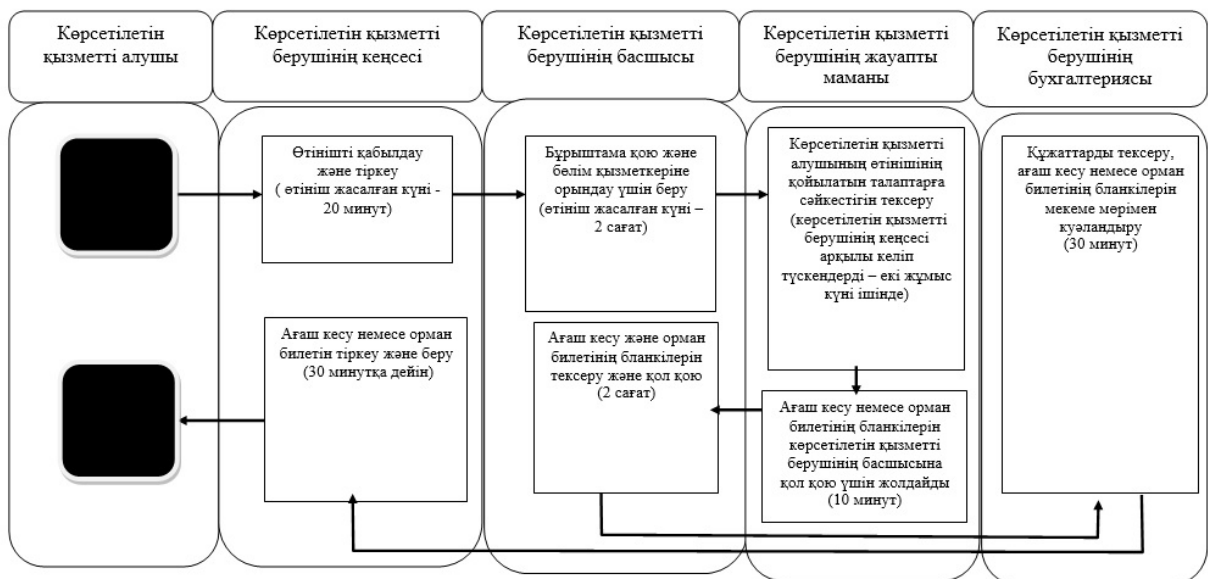 Көрсетілетін
қызметті алушы
Көрсетілетін қызметті
берушінің кеңсесі
Көрсетілетін қызметті
берушінің басшысы
Көрсетілетін қызметті
берушінің жауапты
маманы
Көрсетілетін қызметті
берушінің
бухгалтериясы
Өтінішті қабылдау
және тіркеу
( өтініш жасалған күні -
20 минут)
Бұрыштама қою және
бөлім қызметкеріне
орындау үшін беру
(өтініш жасалған күні –
2 сағат)
Көрсетілетін қызметті
алушының өтінішінің
қойылатын талаптарға
сәйкестігін тексеру
(көрсетілетін қызметті
берушінің кеңсесі
арқылы келіп
түскендерді – екі жұмыс
күні ішінде)
Құжаттарды тексеру,
ағаш кесу немесе орман
билетінің бланкілерін
мекеме мөрімен
куәландыру
(30 минут)
Ағаш кесу немесе орман
билетін тіркеу және беру
(30 минутқа дейін)
Ағаш кесу және орман
билетінің бланкілерін
тексеру және қол қою
(2 сағат)
Ағаш кесу немесе орман
билетінің бланкілерін
көрсетілетін қызметті
берушінің басшысына
қол қою үшін жолдайды
(10 минут)